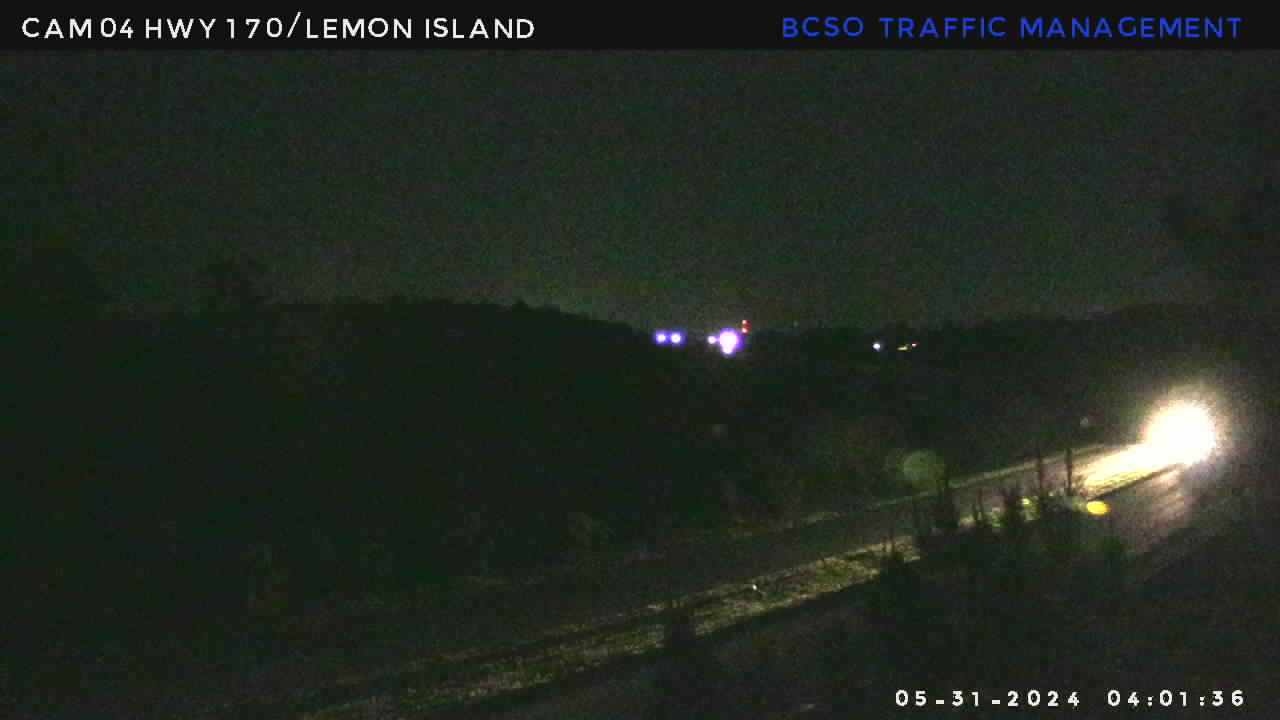 CAM04 HWY 170/LEMON ISLAND
BCSO TRAFFIC MANAGEMENT
05-31-2024 04:01:36